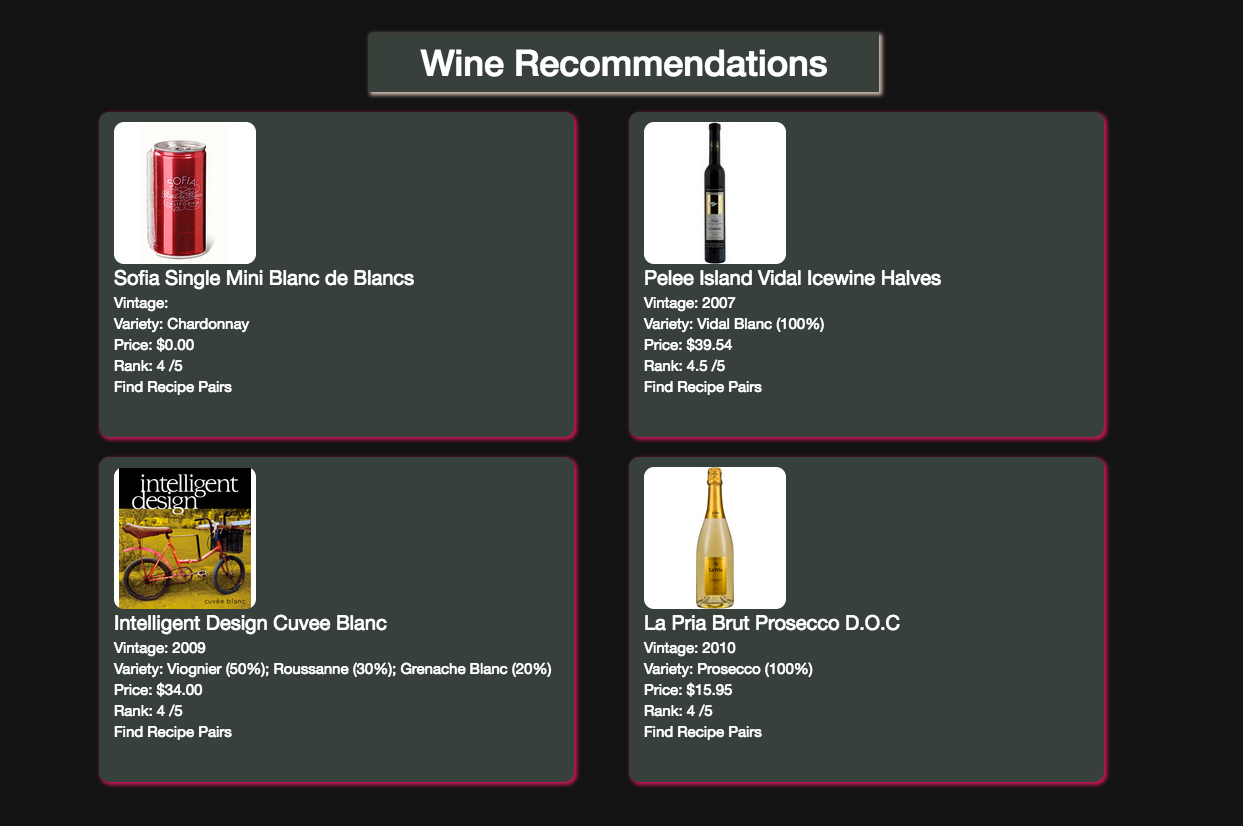 Wine Recommendations
SOFIA
CALIFORNIA
Sofia Single Mini Blanc de Blancs
Vintage:
Variety: Chardonnay
Price: $0.00
Rank: 4 /5
Find Recipe Pairs
Pelee Island Vidal Icewine Halves
Vintage: 2007
Variety: Vidal Blanc (100%)
Price: $39.54
Rank: 4.5 /5
Find Recipe Pairs
intelligent
design
cuvée blanc
Intelligent Design Cuvee Blanc
Vintage: 2009
Variety: Viognier (50%); Roussanne (30%); Grenache Blanc (20%)
Price: $34.00
Rank: 4 /5
Find Recipe Pairs
La Pria
La Pria Brut Prosecco D.O.C
Vintage: 2010
Variety: Prosecco (100%)
Price: $15.95
Rank: 4 /5
Find Recipe Pairs